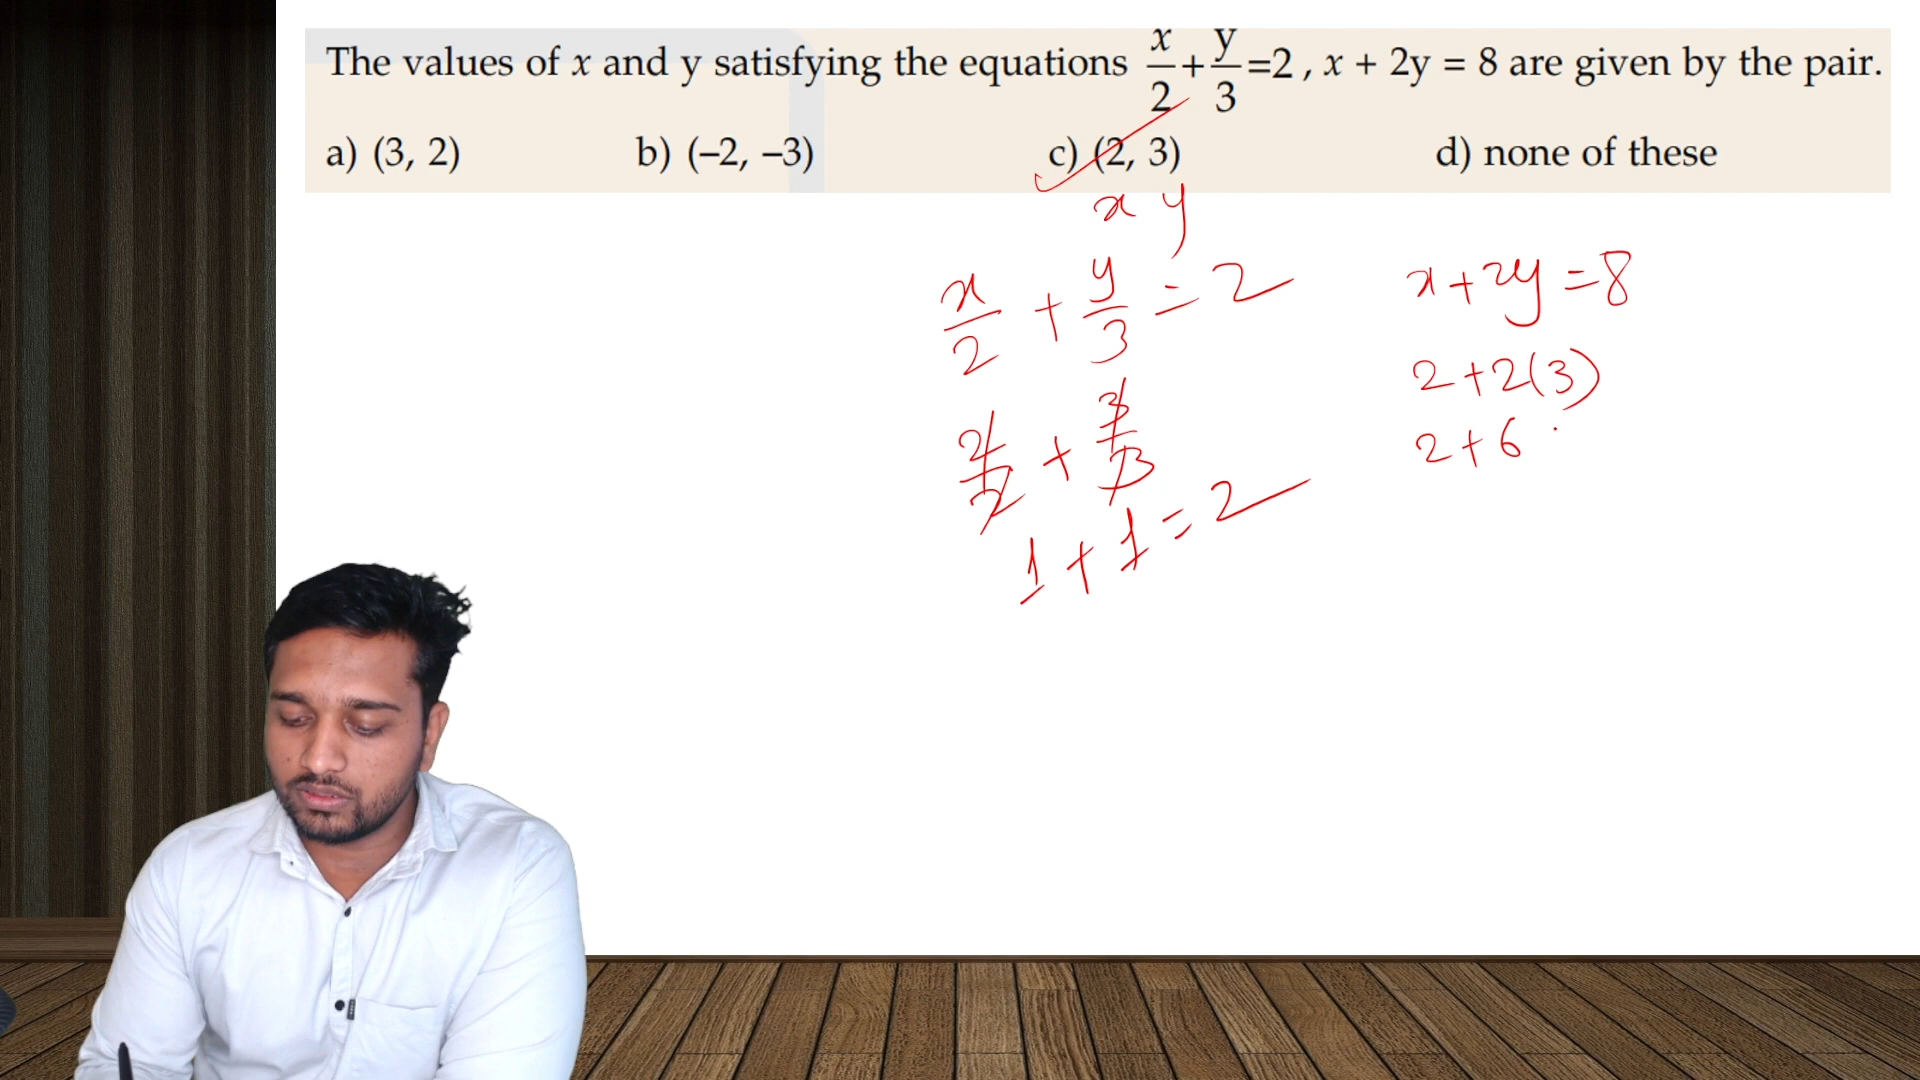 The values of x and y satisfying the equations x/2 + y/3 =2 , x + 2y = 8 are given by the pair.
a) (3, 2) b) (–2, –3) c) (2, 3) d) none of these
x y
x/2 + y/3 = 2
x + 2y = 8
2/2 + 3/3
2 + 2(3)
2 + 6
1 + 1 = 2